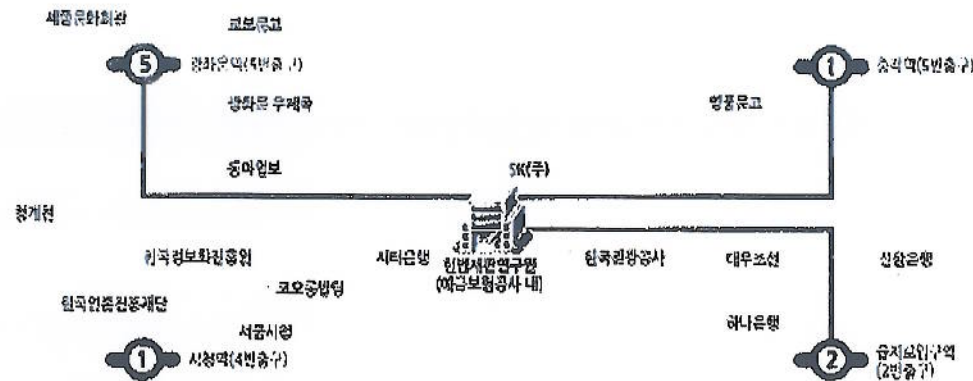 세종문화회관
교보문고
5 광화문역(5번출구)
1 종각역(5번출구)
광화문 우체국
영풍문고
동아일보
SK(주)
청계천
한국정보화진흥원
시티은행
헌법재판연구원
(예금보험공사 내)
한국관광공사
대우조선
신한은행
코오롱빌딩
한국언론진흥재단
서울시청
하나은행
1 시청역(4번출구)
2 을지로입구역
(2번출구)